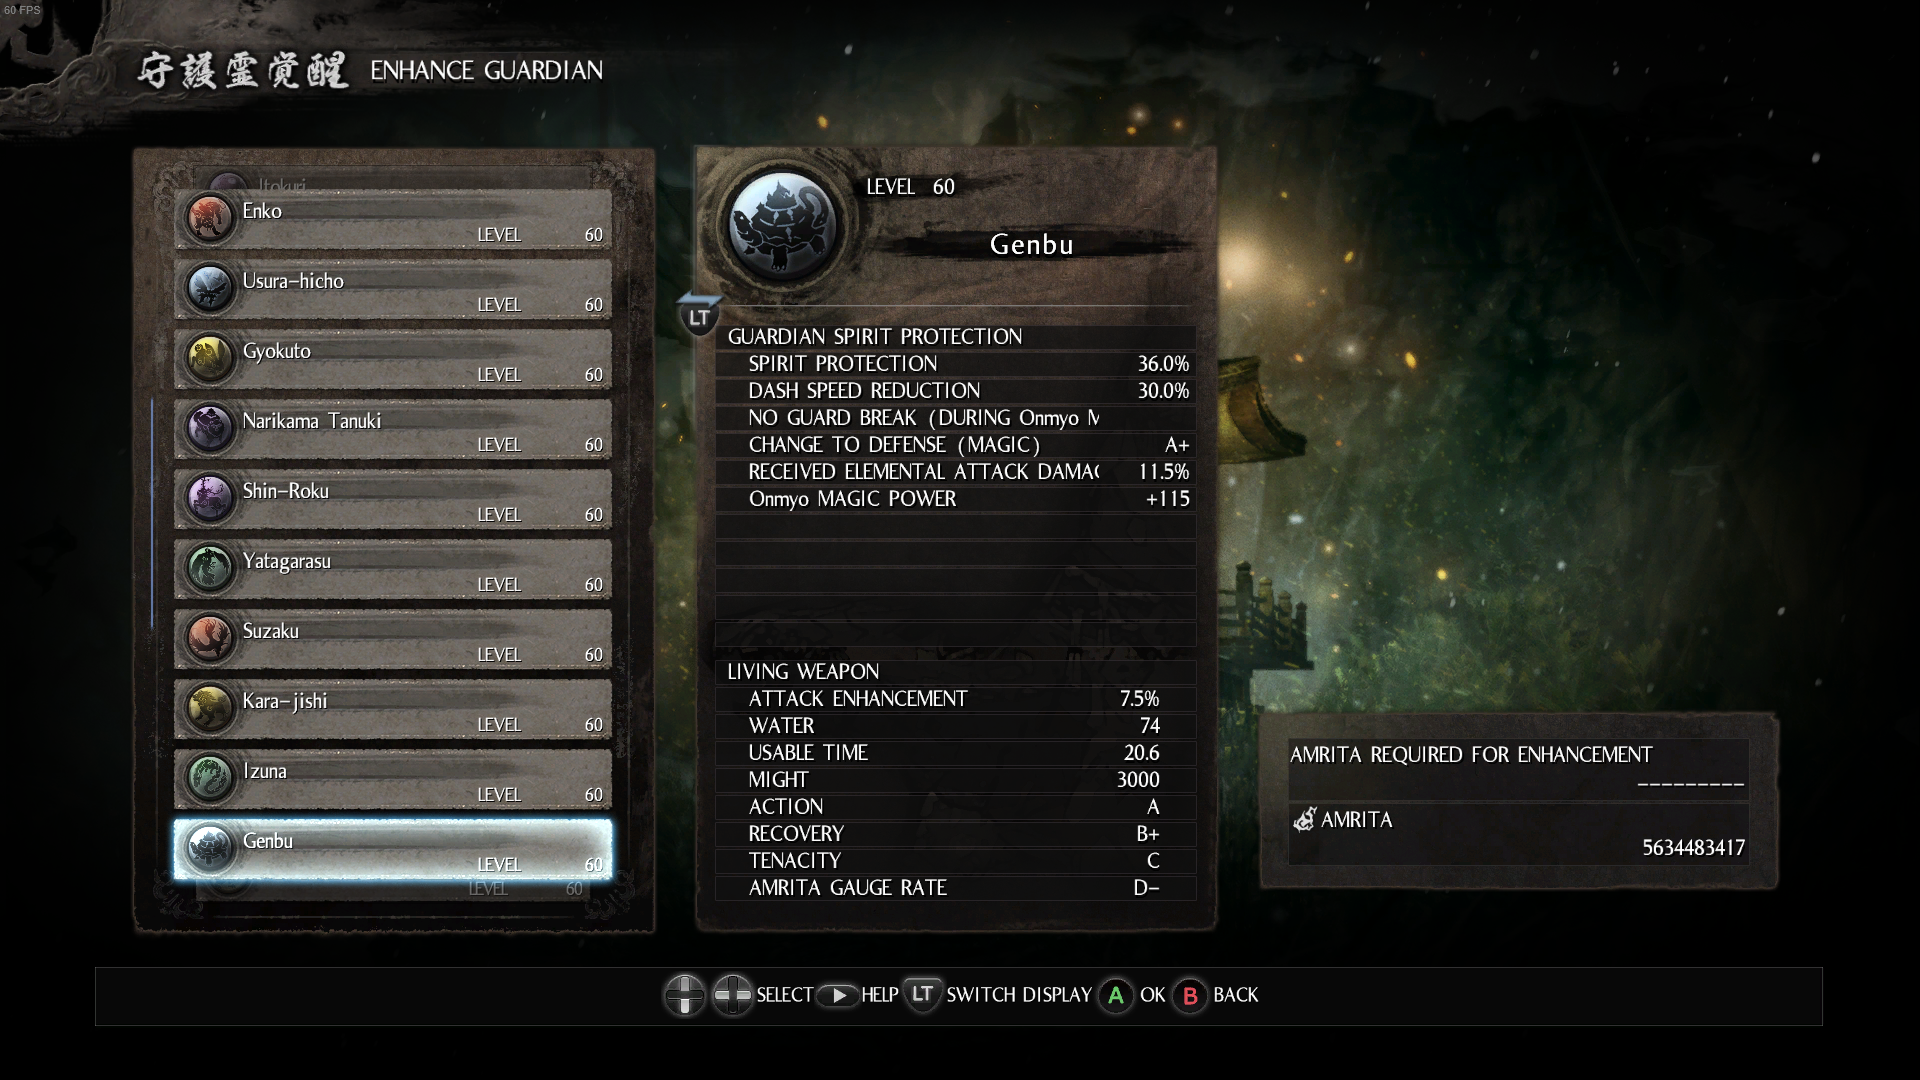 60 FPS
守護霊覚醒 ENHANCE GUARDIAN
Itokuri
Enko
LEVEL 60
Usura-hicho
LEVEL 60
Gyokuto
LEVEL 60
Narikama Tanuki
LEVEL 60
Shin-Roku
LEVEL 60
Yatagarasu
LEVEL 60
Suzaku
LEVEL 60
Kara-jishi
LEVEL 60
Izuna
LEVEL 60
Genbu
LEVEL 60
LEVEL 60
LEVEL 60
Genbu
LT
GUARDIAN SPIRIT PROTECTION
SPIRIT PROTECTION 36.0%
DASH SPEED REDUCTION 30.0%
NO GUARD BREAK (DURING Onmyo M
CHANGE TO DEFENSE (MAGIC) A+
RECEIVED ELEMENTAL ATTACK DAMAG 11.5%
Onmyo MAGIC POWER +115
LIVING WEAPON
ATTACK ENHANCEMENT 7.5%
WATER 74
USABLE TIME 20.6
MIGHT 3000
ACTION A
RECOVERY B+
TENACITY C
AMRITA GAUGE RATE D-
AMRITA REQUIRED FOR ENHANCEMENT
---------
AMRITA
5634483417
SELECT HELP LT SWITCH DISPLAY A OK B BACK